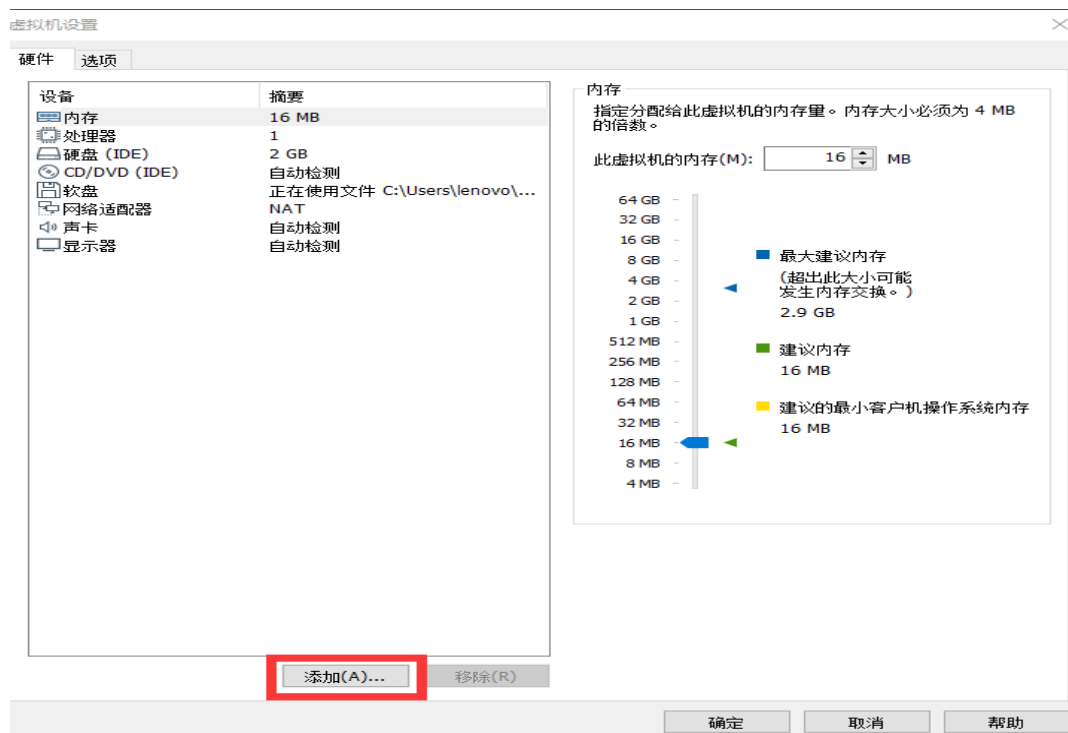 虚拟机设置
硬件 选项
设备 摘要
内存 16 MB
处理器 1
硬盘 (IDE) 2 GB
CD/DVD (IDE) 自动检测
软盘 正在使用文件 C:\Users\lenovo\...
网络适配器 NAT
声卡 自动检测
显示器 自动检测
添加(A)... 移除(R)
内存
指定分配给此虚拟机的内存量。内存大小必须为 4 MB
的倍数。
此虚拟机的内存(M): 16 MB
64 GB
32 GB
16 GB
8 GB
4 GB
2 GB
1 GB
512 MB
256 MB
128 MB
64 MB
32 MB
16 MB
8 MB
4 MB
最大建议内存
(超出此大小可能
发生内存交换。)
2.9 GB
建议内存
16 MB
建议的最小客户机操作系统内存
16 MB
确定 取消 帮助